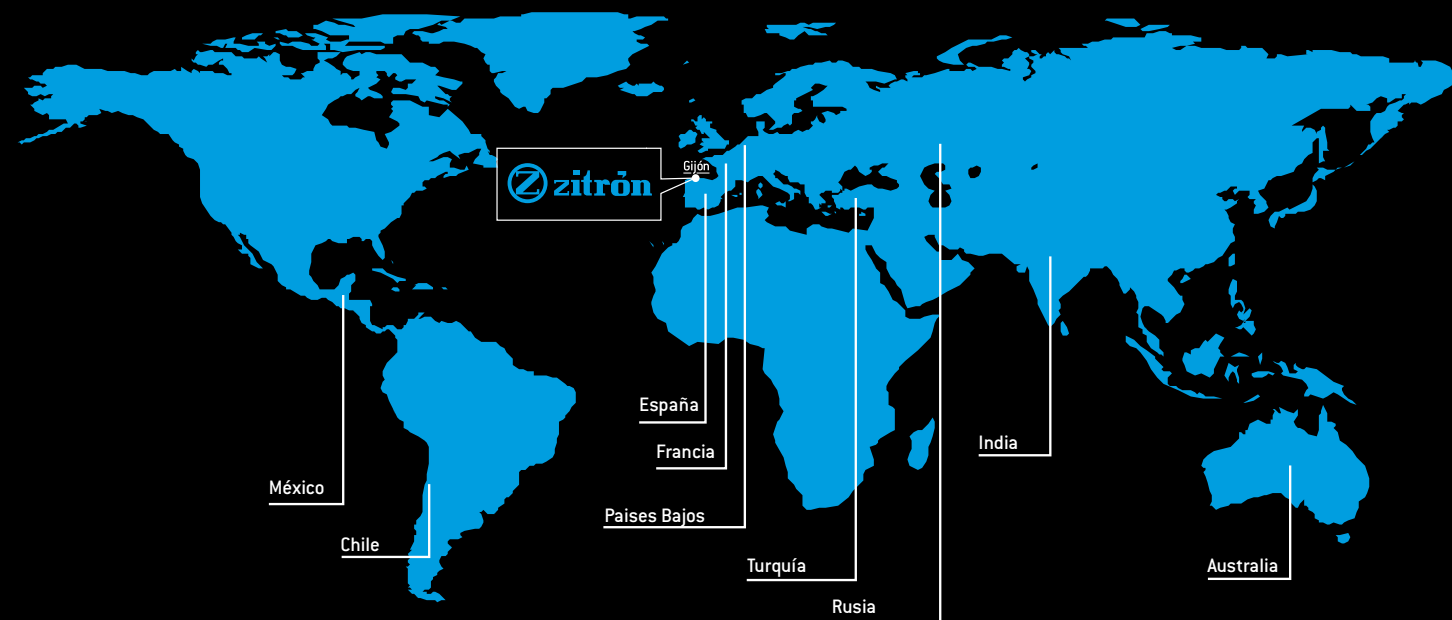 Gijón
Z zitrón
España
Francia
India
México
Paises Bajos
Chile
Turquía
Australia
Rusia